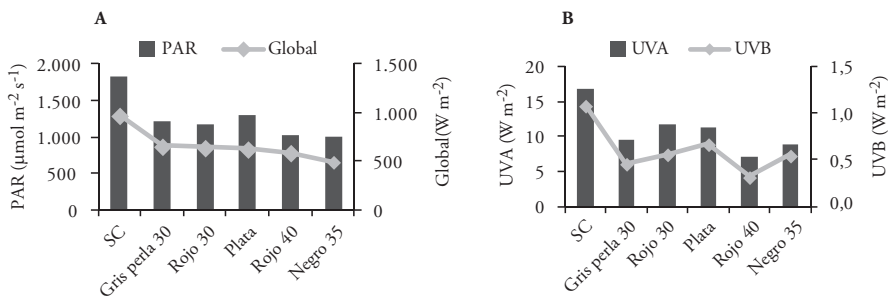 A
PAR Global
2.000
1.500
1.000
500
0
PAR (µmol m-2 s-1)
1.500
1.000
500
0
Global(W m-2)
SC
Gris perla 30
Rojo 30
Plata
Rojo 40
Negro 35
B
UVA UVB
20
15
10
5
0
UVA (W m-2)
1,5
1,0
0,5
0,0
UVB (W m-2)
SC
Gris perla 30
Rojo 30
Plata
Rojo 40
Negro 35